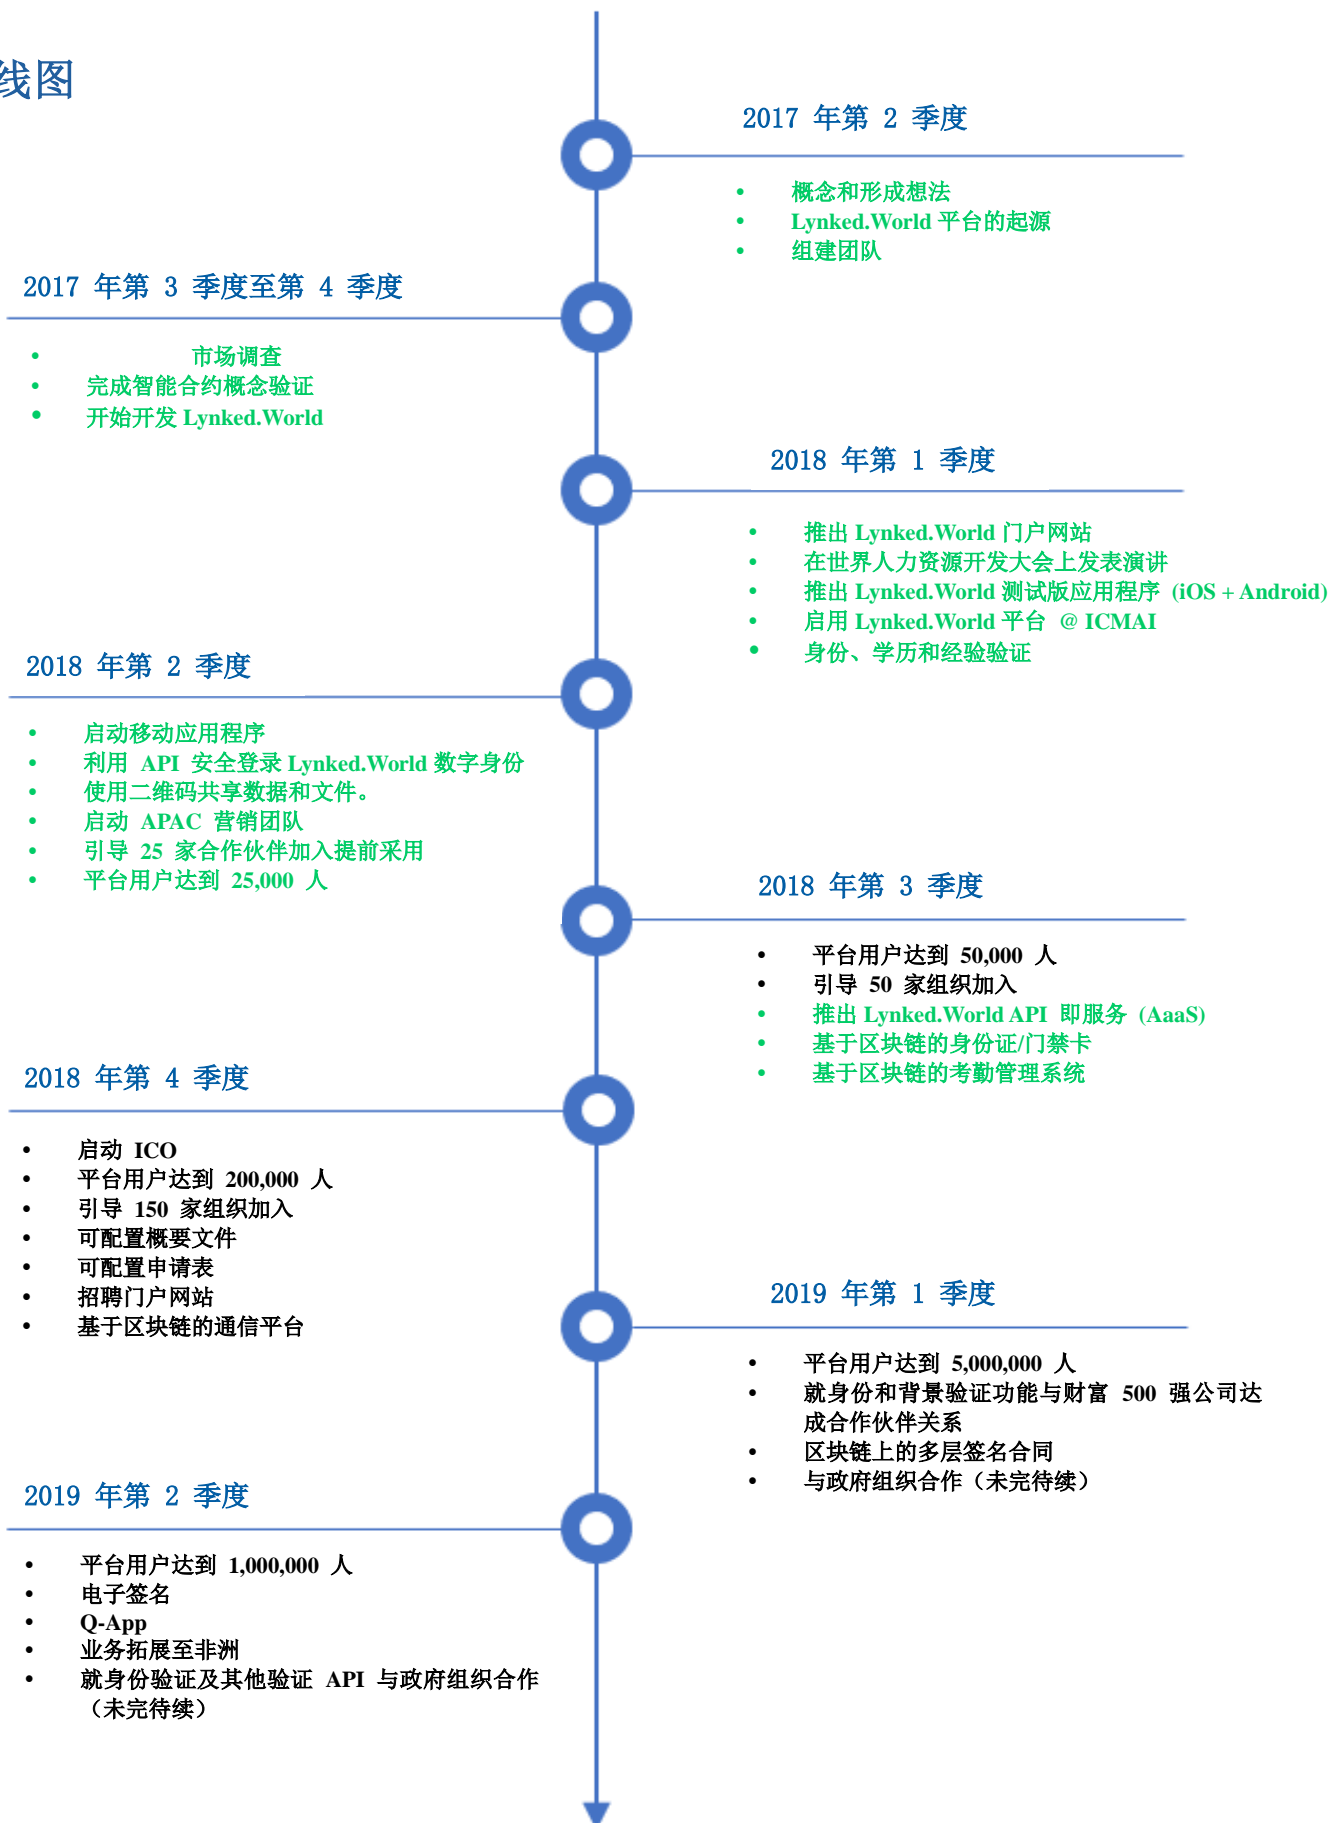 线图
2017 年第 2 季度
• 概念和形成想法
• Lynked.World 平台的起源
• 组建团队
2017 年第 3 季度至第 4 季度
• 市场调查
• 完成智能合约概念验证
• 开始开发 Lynked.World
2018 年第 1 季度
• 推出 Lynked.World 门户网站
• 在世界人力资源开发大会上发表演讲
• 推出 Lynked.World 测试版应用程序 (iOS + Android)
• 启用 Lynked.World 平台 @ ICMAI
• 身份、学历和经验验证
2018 年第 2 季度
• 启动移动应用程序
• 利用 API 安全登录 Lynked.World 数字身份
• 使用二维码共享数据和文件。
• 启动 APAC 营销团队
• 引导 25 家合作伙伴加入提前采用
• 平台用户达到 25,000 人
2018 年第 3 季度
• 平台用户达到 50,000 人
• 引导 50 家组织加入
• 推出 Lynked.World API 即服务 (AaaS)
• 基于区块链的身份证/门禁卡
• 基于区块链的考勤管理系统
2018 年第 4 季度
• 启动 ICO
• 平台用户达到 200,000 人
• 引导 150 家组织加入
• 可配置概要文件
• 可配置申请表
• 招聘门户网站
• 基于区块链的通信平台
2019 年第 1 季度
• 平台用户达到 5,000,000 人
• 就身份和背景验证功能与财富 500 强公司达
成合作伙伴关系
• 区块链上的多层签名合同
• 与政府组织合作（未完待续）
2019 年第 2 季度
• 平台用户达到 1,000,000 人
• 电子签名
• Q-App
• 业务拓展至非洲
• 就身份验证及其他验证 API 与政府组织合作
（未完待续）